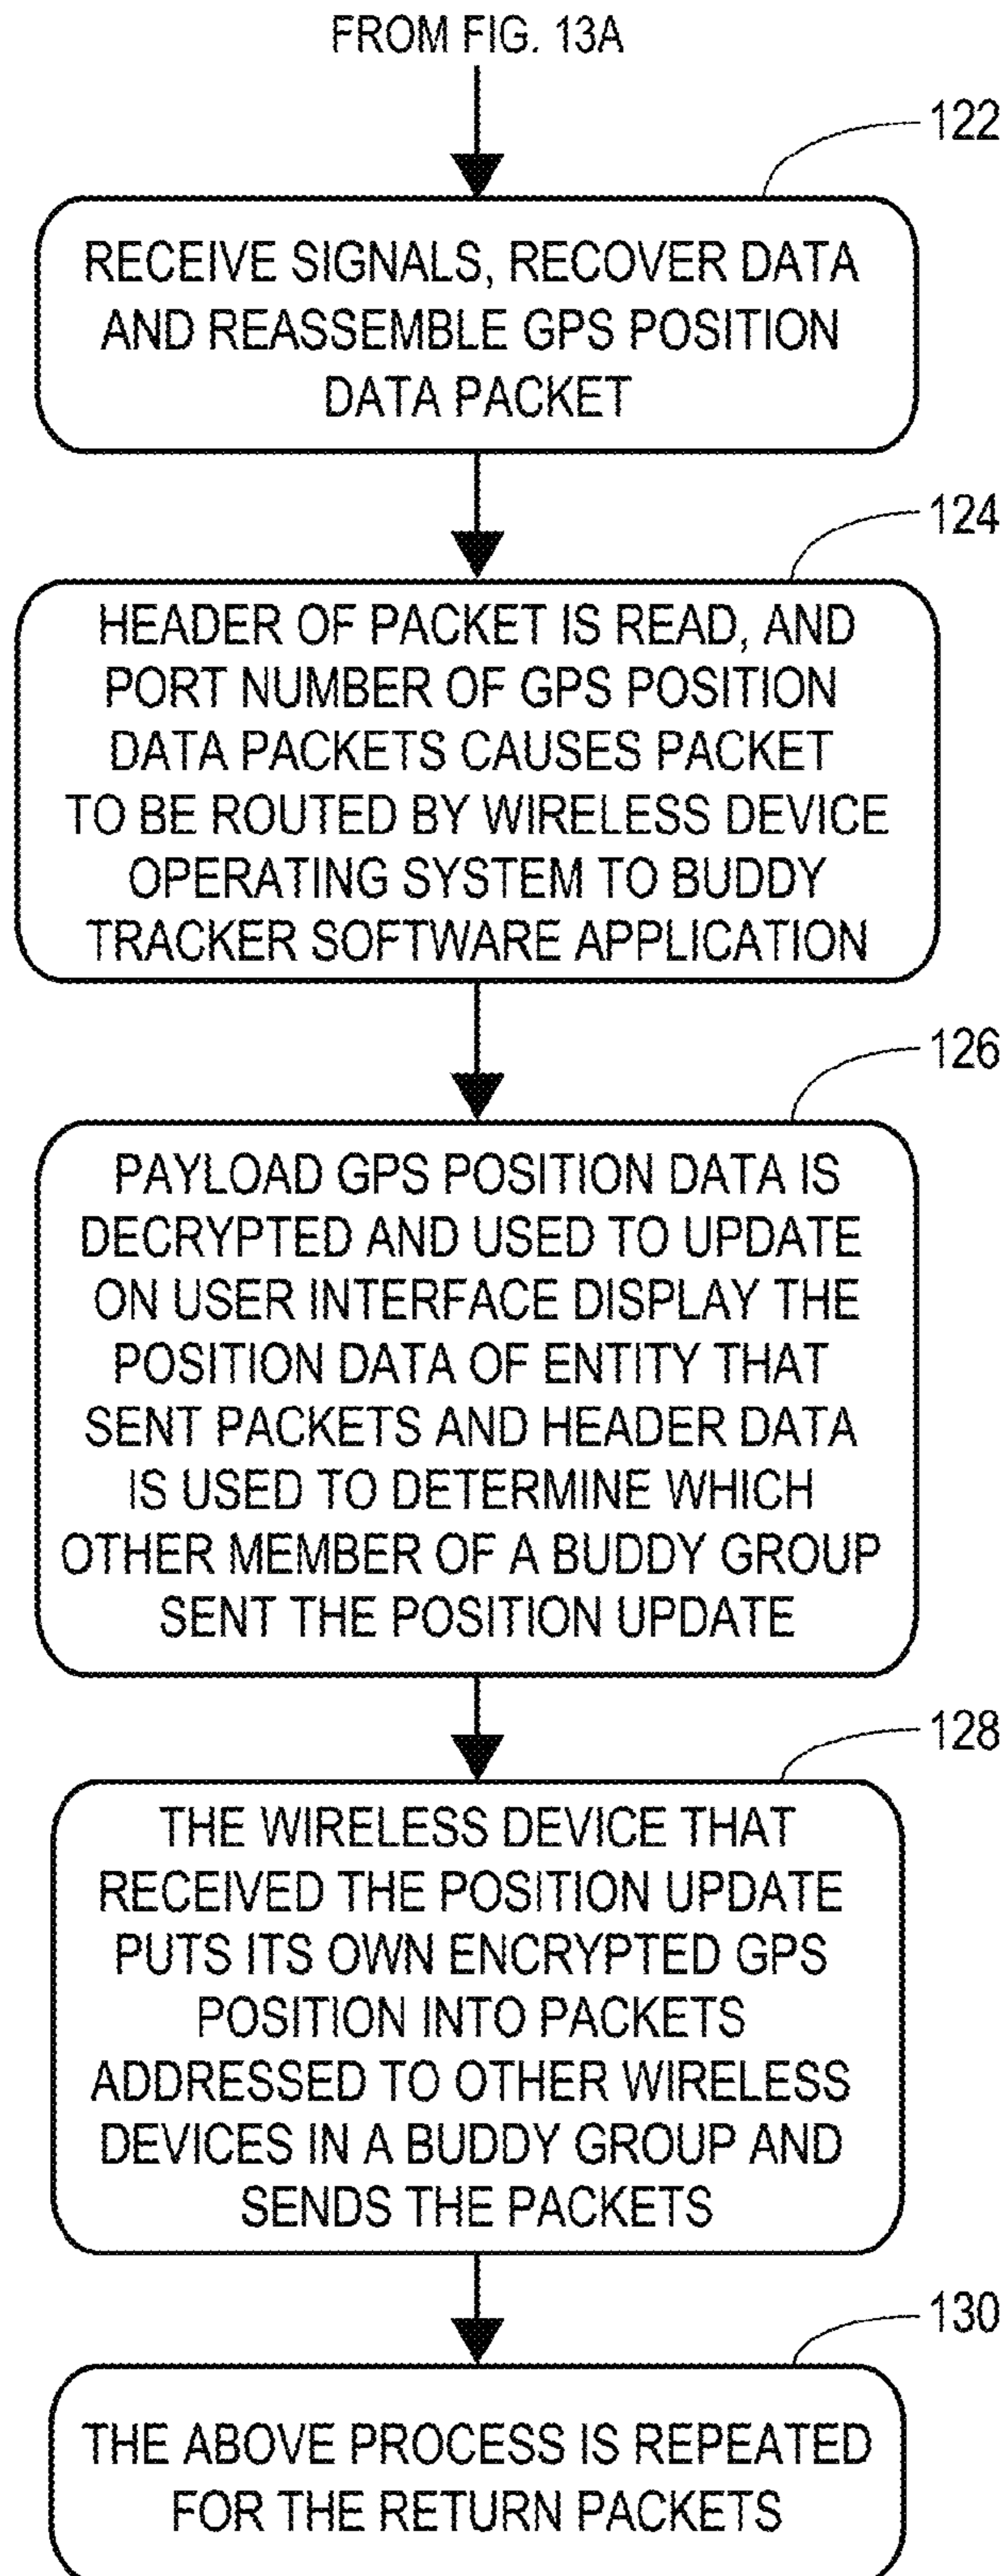 FROM FIG. 13A
122
RECEIVE SIGNALS, RECOVER DATA
AND REASSEMBLE GPS POSITION
DATA PACKET
124
HEADER OF PACKET IS READ, AND
PORT NUMBER OF GPS POSITION
DATA PACKETS CAUSES PACKET
TO BE ROUTED BY WIRELESS DEVICE
OPERATING SYSTEM TO BUDDY
TRACKER SOFTWARE APPLICATION
126
PAYLOAD GPS POSITION DATA IS
DECRYPTED AND USED TO UPDATE
ON USER INTERFACE DISPLAY THE
POSITION DATA OF ENTITY THAT
SENT PACKETS AND HEADER DATA
IS USED TO DETERMINE WHICH
OTHER MEMBER OF A BUDDY GROUP
SENT THE POSITION UPDATE
128
THE WIRELESS DEVICE THAT
RECEIVED THE POSITION UPDATE
PUTS ITS OWN ENCRYPTED GPS
POSITION INTO PACKETS
ADDRESSED TO OTHER WIRELESS
DEVICES IN A BUDDY GROUP AND
SENDS THE PACKETS
130
THE ABOVE PROCESS IS REPEATED
FOR THE RETURN PACKETS